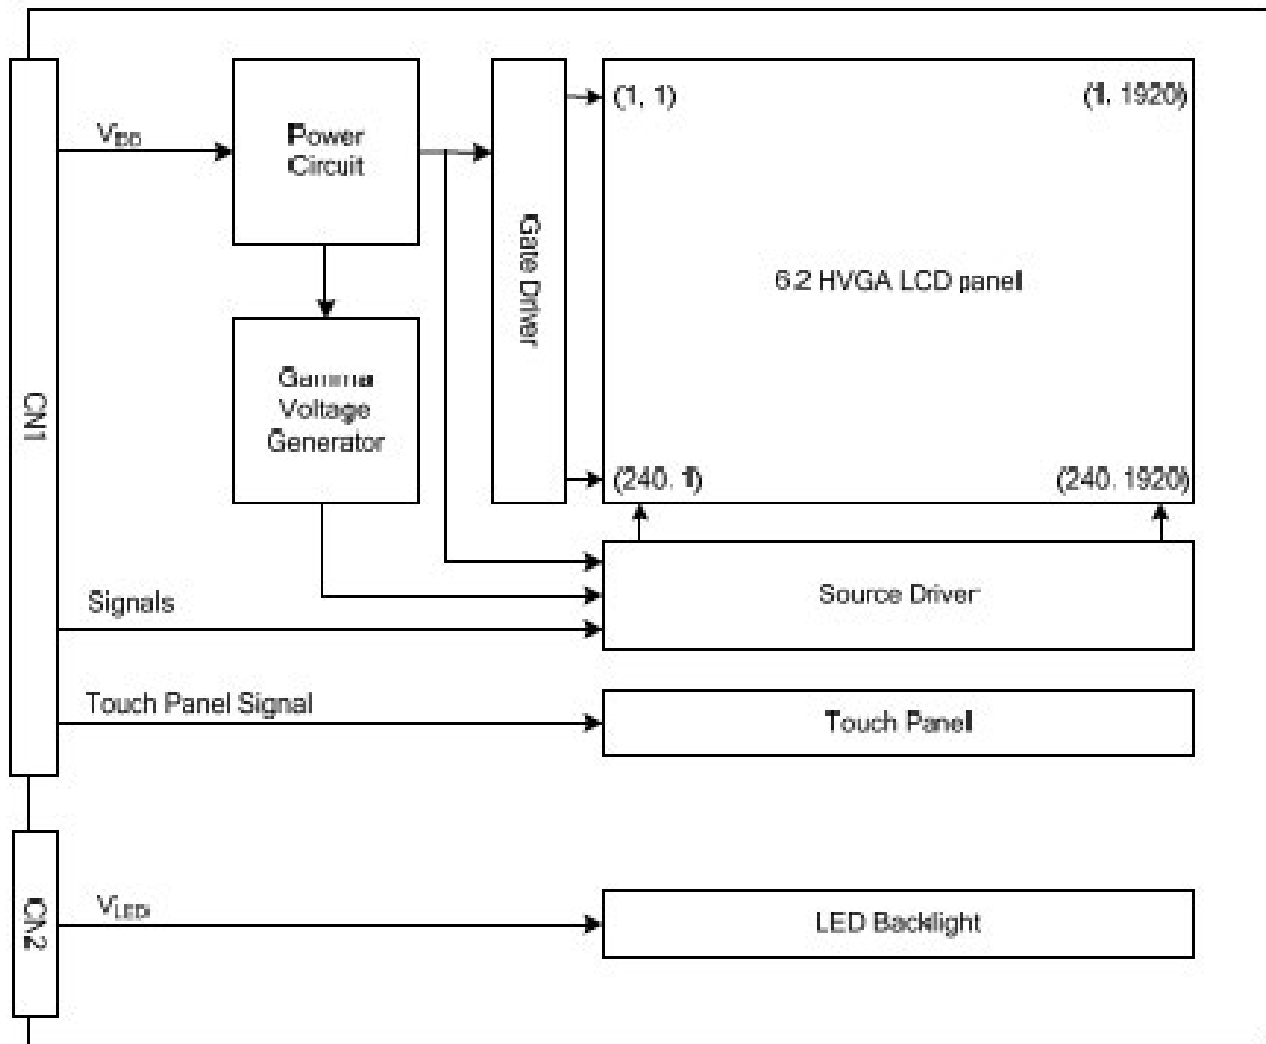 (1, 1)
(1, 1920)
VDD
Power
Circuit
Gate Driver
6.2 HVGA LCD panel
Gamma
Voltage
Generator
CN1
(240, 1)
(240, 1920)
Signals
Source Driver
Touch Panel Signal
Touch Panel
CN2
VLED
LED Backlight